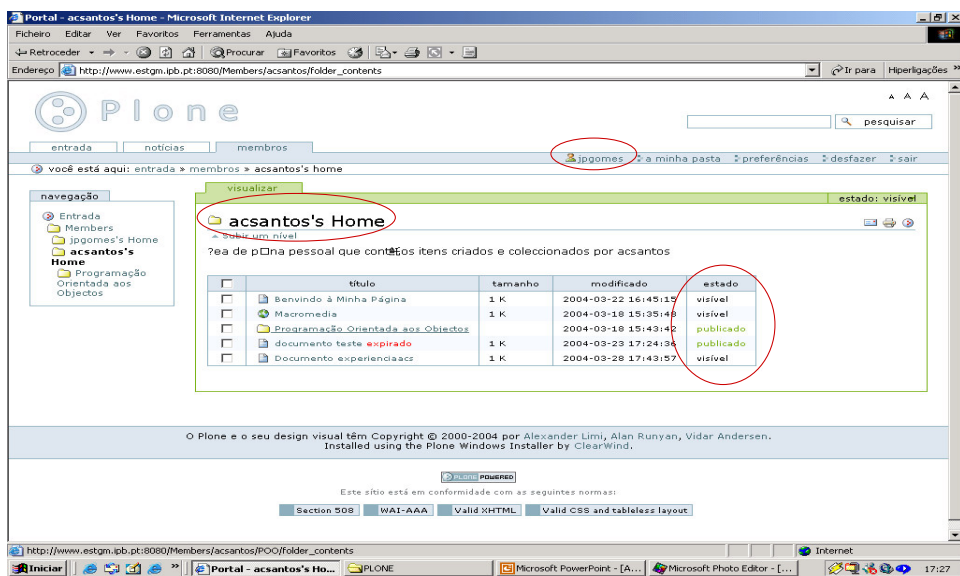 Portal - acsantos's Home - Microsoft Internet Explorer
Ficheiro Editar Ver Favoritos Ferramentas Ajuda
Retroceder Procurar Favoritos
Endereço http://www.estgm.ipb.pt:8080/Members/acsantos/folder_contents Ir para Hiperligações »
A A A
Plone
pesquisar
entrada notícias membros
jpgomes a minha pasta preferências desfazer sair
você está aqui: entrada » membros » acsantos's home
navegação
Entrada
Members
jpgomes's Home
acsantos's
Home
Programação
Orientada aos
Objectos
visualizar
estado: visível
acsantos's Home
Subir um nível
os itens criados e coleccionados por acsantos
título tamanho modificado estado
Benvindo à Minha Página 1 K 2004-03-22 16:45:15 visível
Macromedia 1 K 2004-03-18 15:35:48 visível
Programação Orientada aos Objectos 2004-03-18 15:43:42 publicado
documento teste expirado 1 K 2004-03-23 17:24:36 publicado
Documento experienciaacs 1 K 2004-03-28 17:43:57 visível
O Plone e o seu design visual têm Copyright © 2000-2004 por Alexander Limi, Alan Runyan, Vidar Andersen.
Installed using the Plone Windows Installer by ClearWind.
PLONE POWERED
Este sítio está em conformidade com as seguintes normas:
Section 508 WAI-AAA Valid XHTML Valid CSS and tableless layout
http://www.estgm.ipb.pt:8080/Members/acsantos/POO/folder_contents Internet
Iniciar » Portal - acsantos's Ho... PLONE Microsoft PowerPoint - [A... Microsoft Photo Editor - [... 17:27